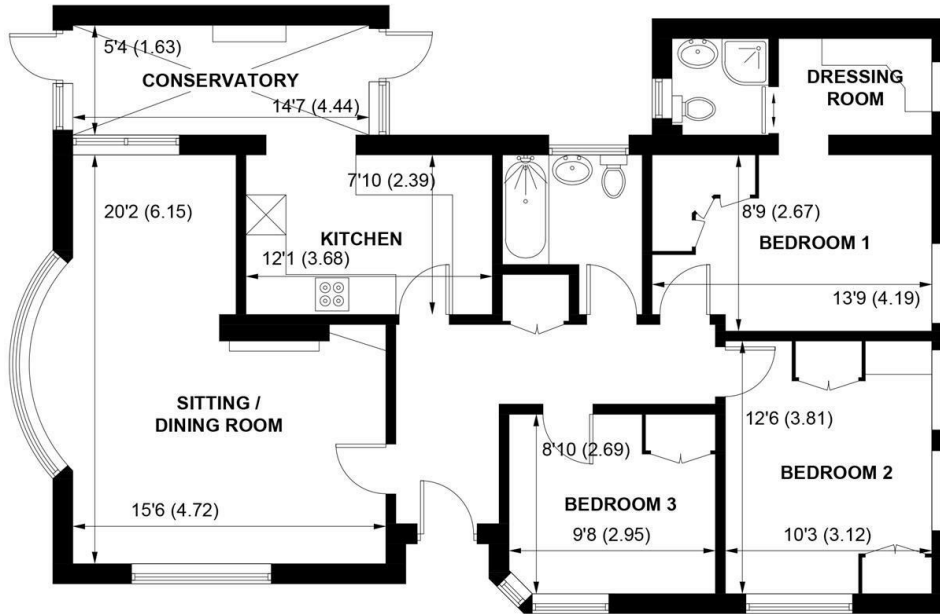 5'4 (1.63)
CONSERVATORY
14'7 (4.44)
DRESSING
ROOM
20'2 (6.15)
7'10 (2.39)
KITCHEN
12'1 (3.68)
8'9 (2.67)
BEDROOM 1
13'9 (4.19)
SITTING /
DINING ROOM
15'6 (4.72)
8'10 (2.69)
BEDROOM 3
9'8 (2.95)
12'6 (3.81)
BEDROOM 2
10'3 (3.12)